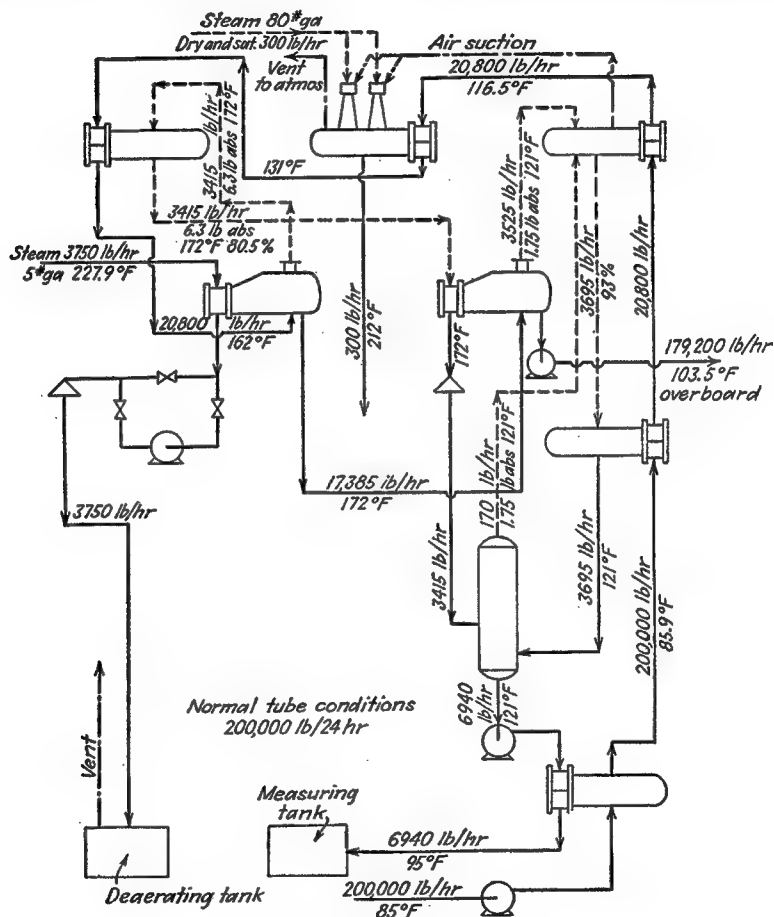 Steam 80#ga
Dry and sat. 300 lb/hr
Vent
to atmos
Air suction
20,800 lb/hr
116.5°F
3415 lb/hr
6.3 lb abs 172°F
131°F
3525 lb/hr
1.75 lb abs 121°F
3415 lb/hr
6.3 lb abs
172°F 80.5%
3695 lb/hr
93%
20,800 lb/hr
Steam 3750 lb/hr
5#ga 227.9°F
20,800 lb/hr
162°F
300 lb/hr
212°F
172°F
179,200 lb/hr
103.5°F
overboard
170 lb/hr
1.75 lb abs 121°F
17,385 ib/hr
172°F
3750 lb/hr
3415 lb/hr
3695 lb/hr
121°F
200,000 lb/hr
85.9°F
6940
lb/hr
121°F
Normal tube conditions
200,000 lb/24 hr
Vent
Measuring
tank
6940 lb/hr
95°F
Deaerating tank
200,000 lb/hr
85°F